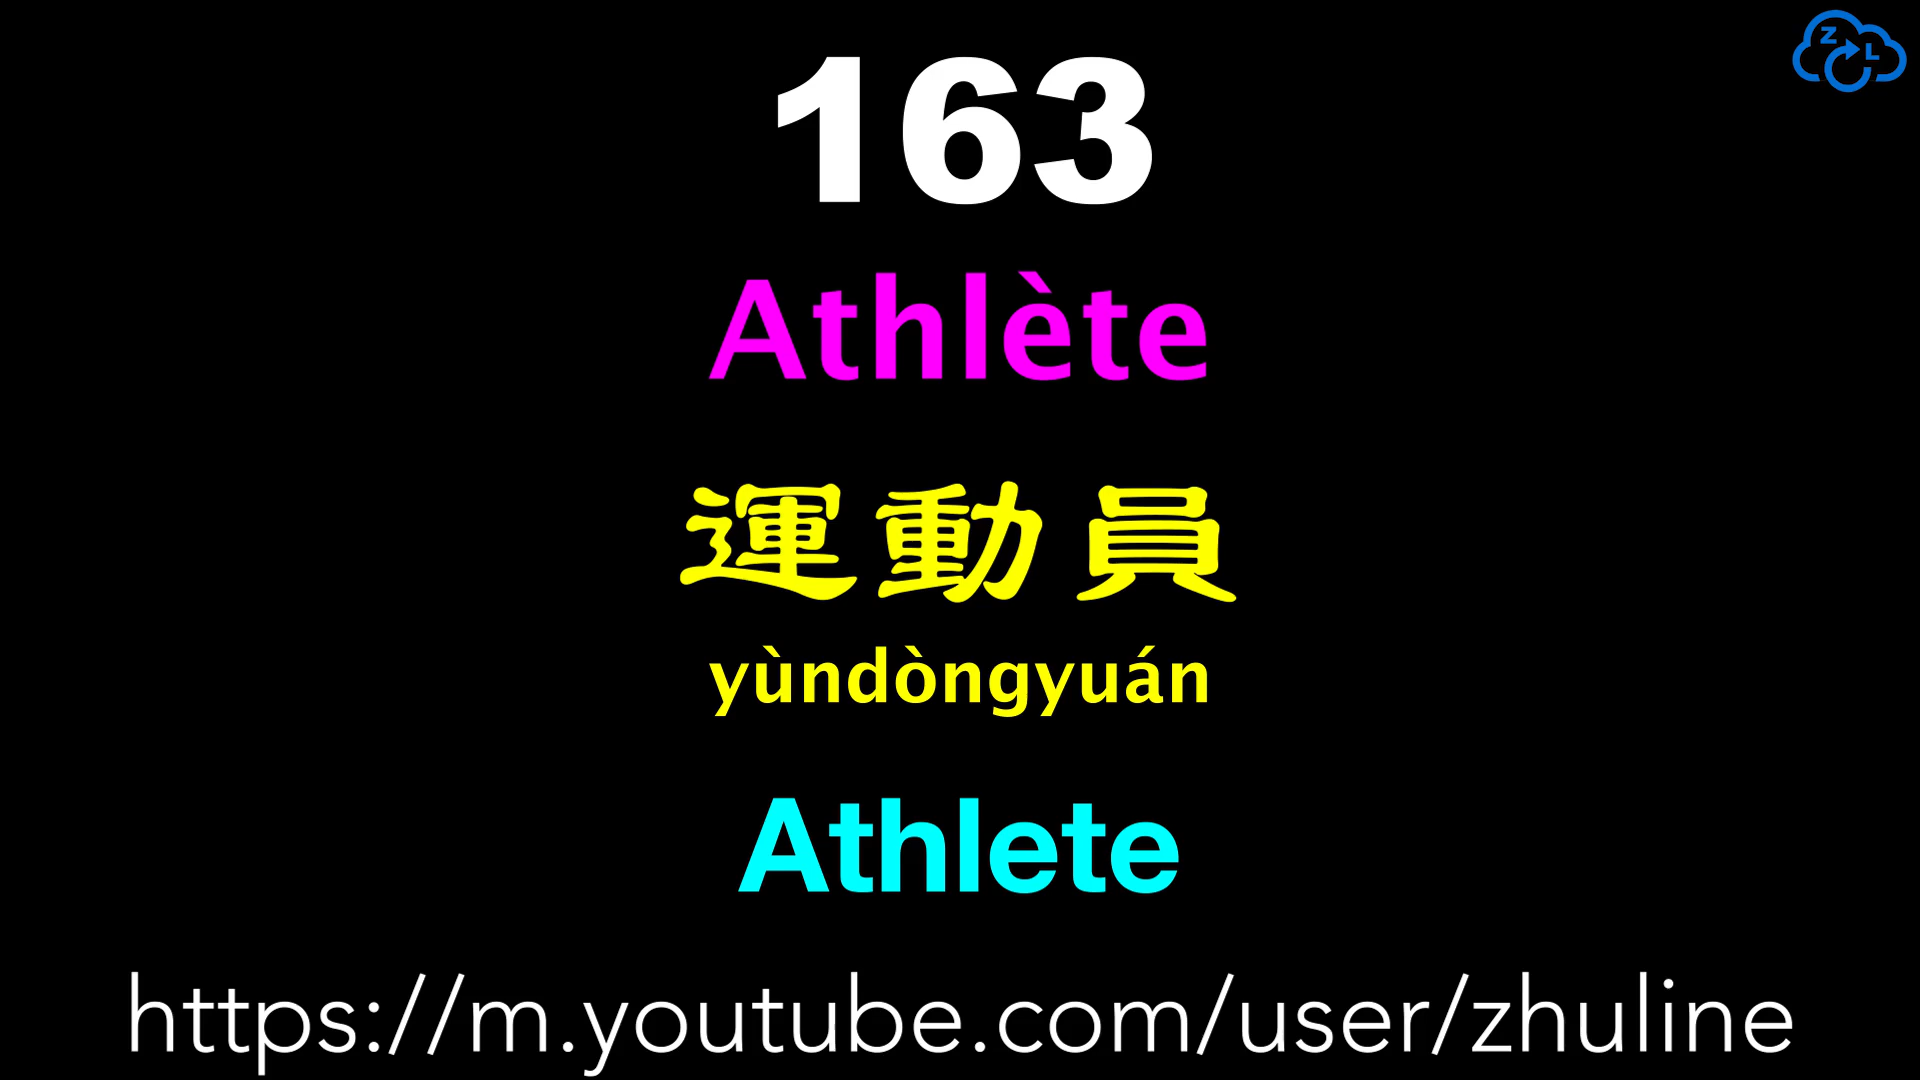 Z L
163
Athlète
運動員
yùndòngyuán
Athlete
https://m.youtube.com/user/zhuline